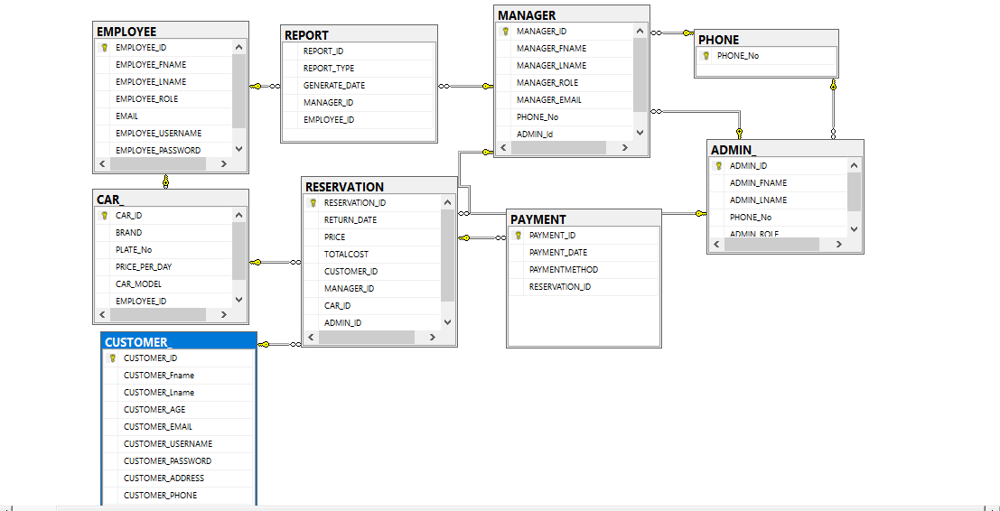 EMPLOYEE
EMPLOYEE_ID
EMPLOYEE_FNAME
EMPLOYEE_LNAME
EMPLOYEE_ROLE
EMAIL
EMPLOYEE_USERNAME
EMPLOYEE_PASSWORD
REPORT
REPORT_ID
REPORT_TYPE
GENERATE_DATE
MANAGER_ID
EMPLOYEE_ID
MANAGER
MANAGER_ID
MANAGER_FNAME
MANAGER_LNAME
MANAGER_ROLE
MANAGER_EMAIL
PHONE_No
ADMIN_Id
PHONE
PHONE_No
ADMIN_
ADMIN_ID
ADMIN_FNAME
ADMIN_LNAME
PHONE_No
ADMIN_ROLE
CAR_
CAR_ID
BRAND
PLATE_No
PRICE_PER_DAY
CAR_MODEL
EMPLOYEE_ID
RESERVATION
RESERVATION_ID
RETURN_DATE
PRICE
TOTALCOST
CUSTOMER_ID
MANAGER_ID
CAR_ID
ADMIN_ID
PAYMENT
PAYMENT_ID
PAYMENT_DATE
PAYMENTMETHOD
RESERVATION_ID
CUSTOMER_
CUSTOMER_ID
CUSTOMER_Fname
CUSTOMER_Lname
CUSTOMER_AGE
CUSTOMER_EMAIL
CUSTOMER_USERNAME
CUSTOMER_PASSWORD
CUSTOMER_ADDRESS
CUSTOMER_PHONE